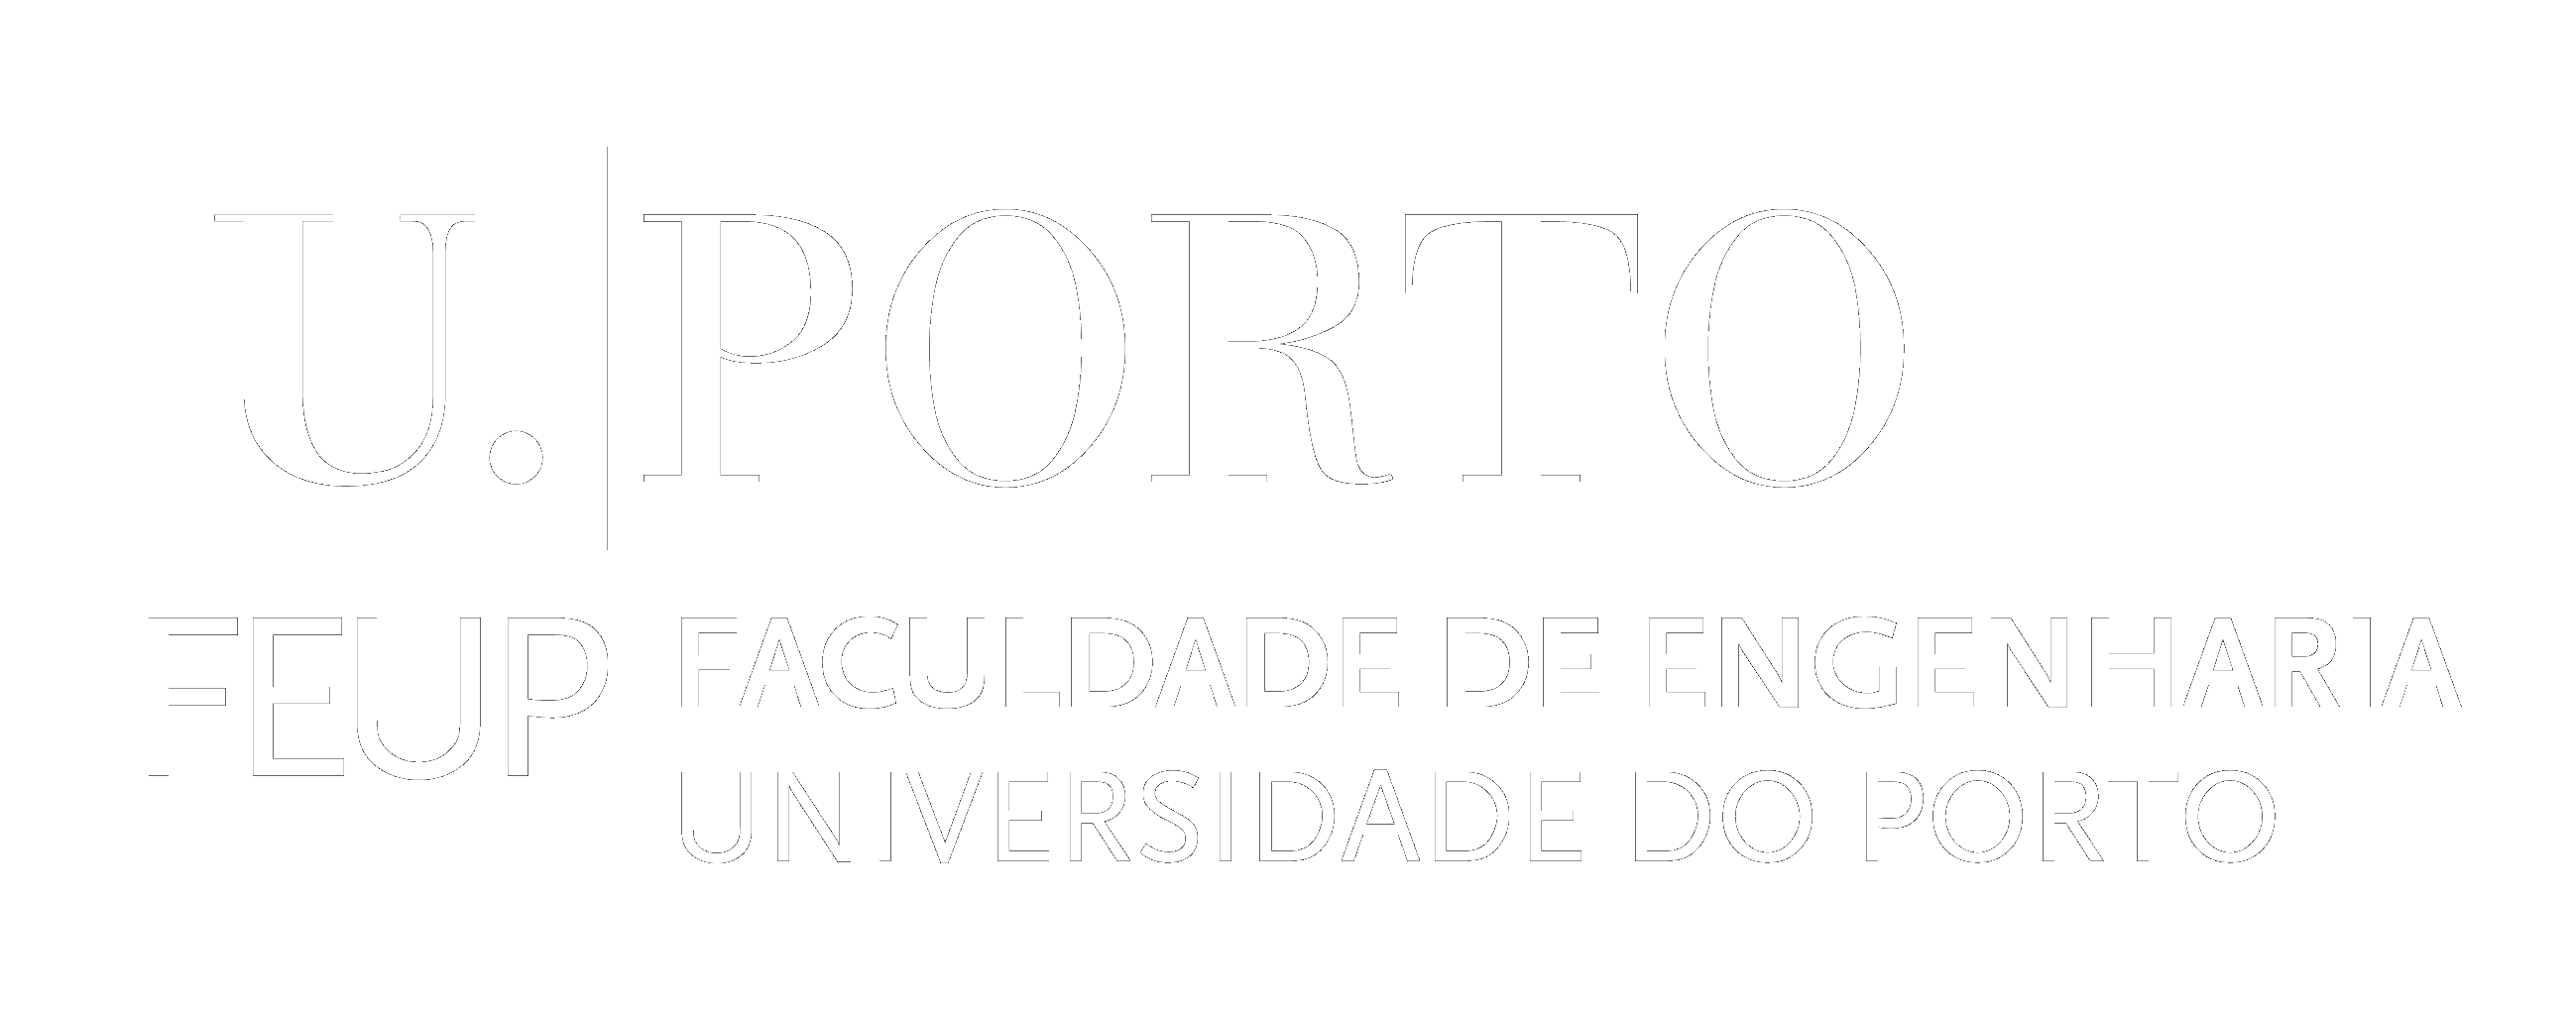 U.PORTO
FEUP FACULDADE DE ENGENHARIA
UNIVERSIDADE DO PORTO